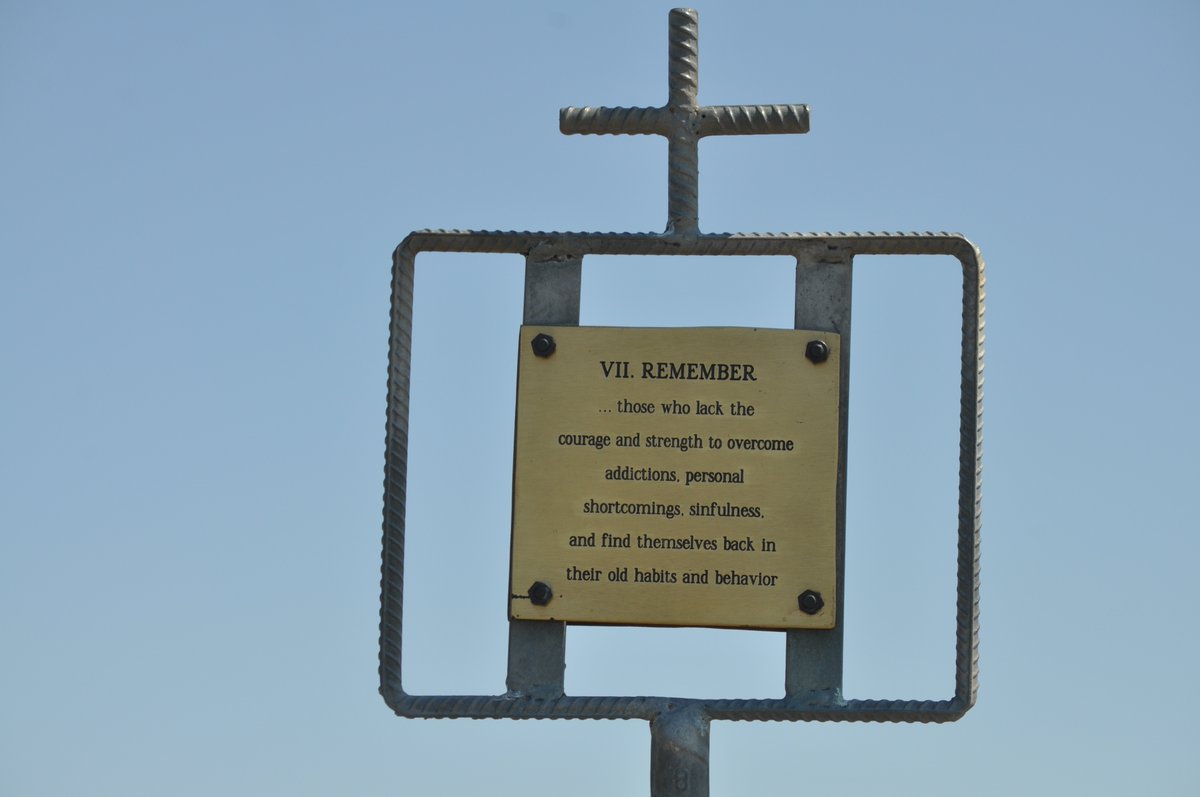 VII. REMEMBER
... those who lack the
courage and strength to overcome
addictions, personal
shortcomings, sinfulness,
and find themselves back in
their old habits and behavior
8